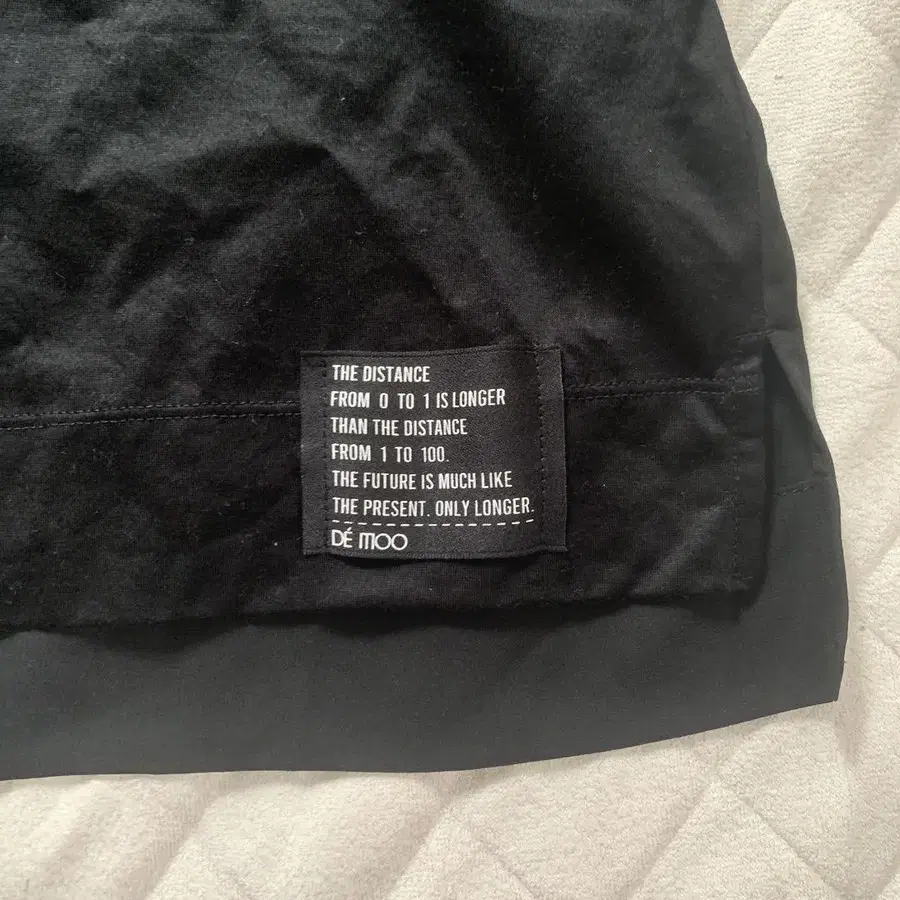 THE DISTANCE
FROM 0 TO 1 IS LONGER
THAN THE DISTANCE
FROM 1 TO 100.
THE FUTURE IS MUCH LIKE
THE PRESENT. ONLY LONGER.
DÉ MOO